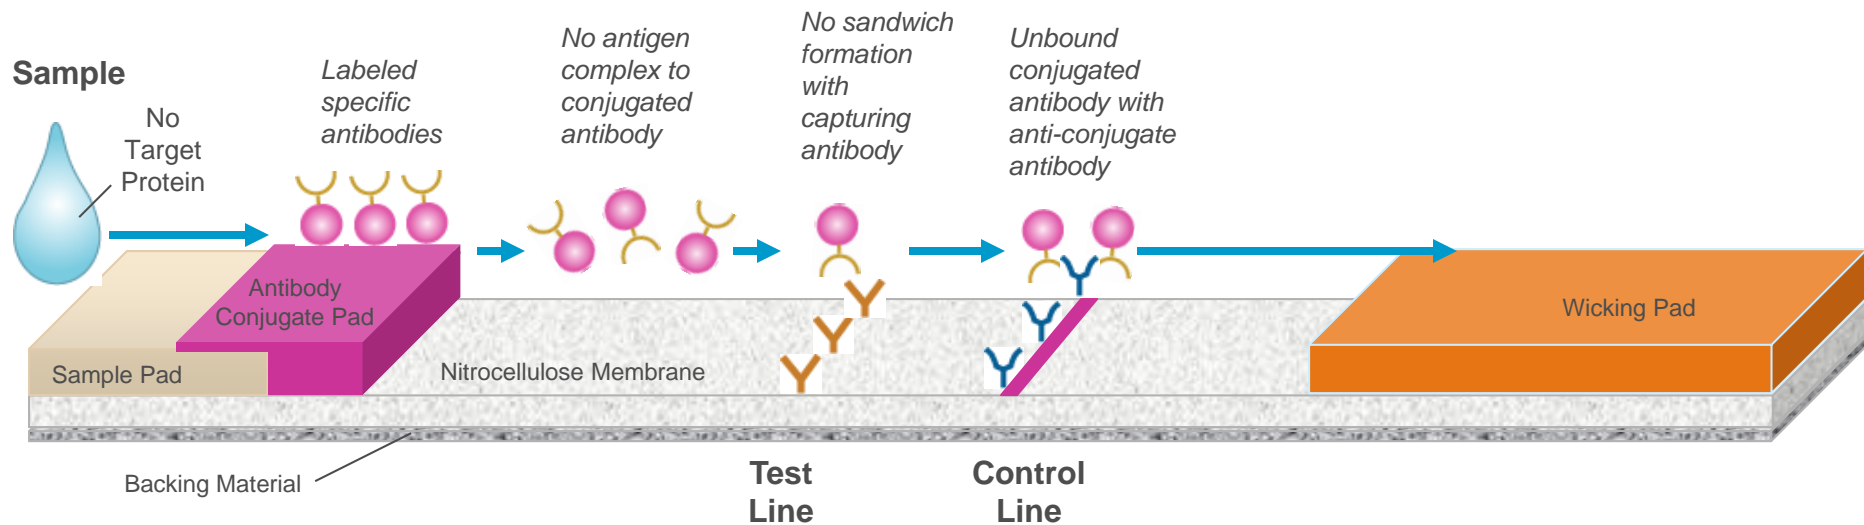 Sample
No
Target
Protein
Labeled
specific
antibodies
No antigen
complex to
conjugated
antibody
No sandwich
formation
with
capturing
antibody
Unbound
conjugated
antibody with
anti-conjugate
antibody
Antibody
Conjugate Pad
Sample Pad
Nitrocellulose Membrane
Wicking Pad
Backing Material
Test
Line
Control
Line